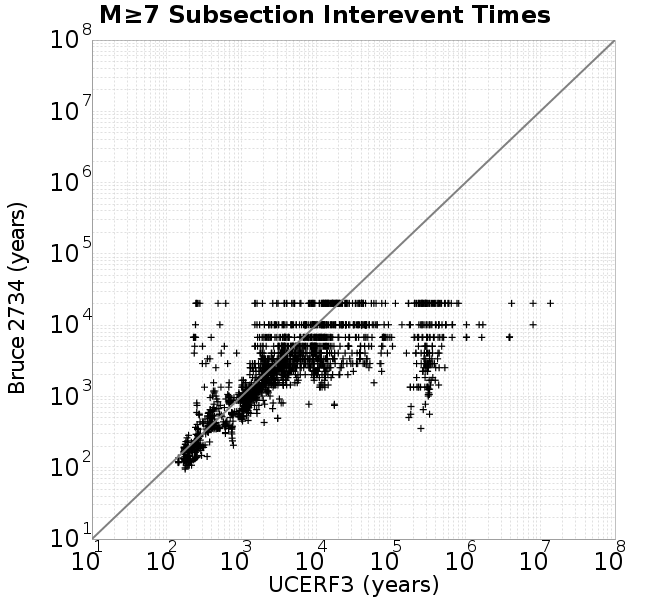 M≥7 Subsection Interevent Times
10^8
10^7
10^6
10^5
10^4
10^3
10^2
10^1
Bruce 2734 (years)
10^1 10^2 10^3 10^4 10^5 10^6 10^7 10^8
UCERF3 (years)